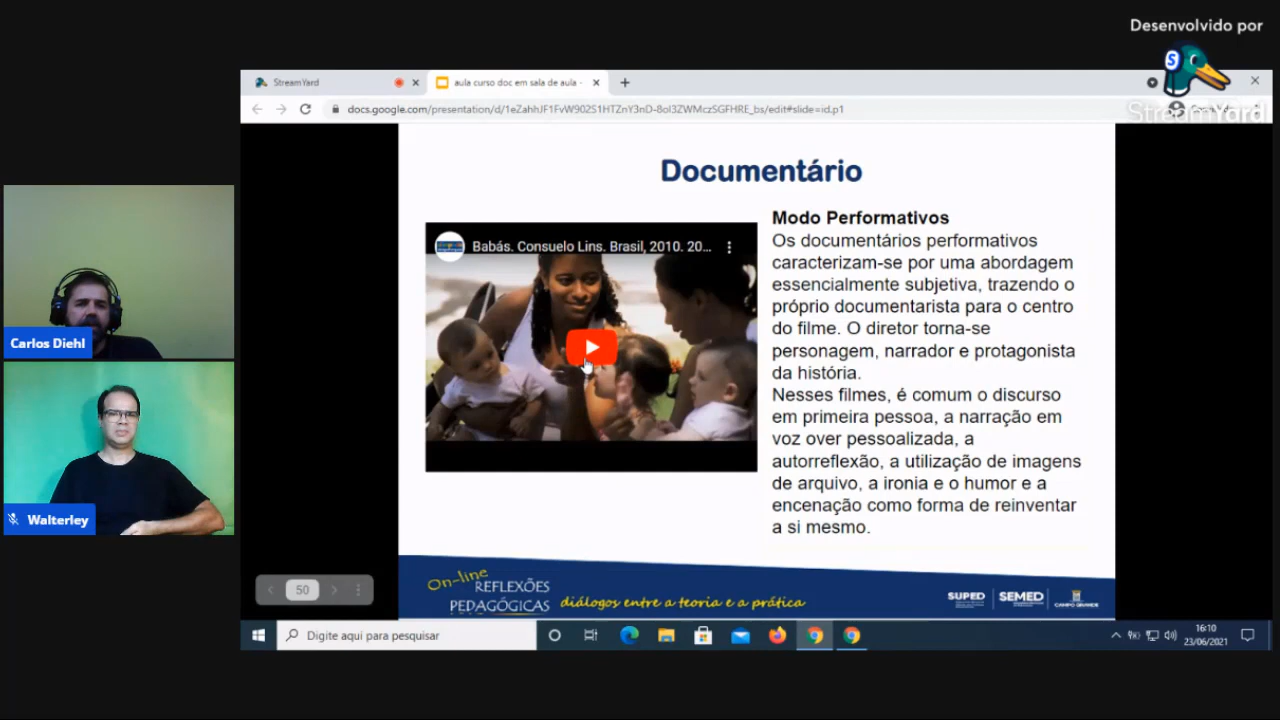 Desenvolvido por
StreamYard
StreamYard
aula curso doc em sala de aula -
docs.google.com/presentation/d/1eZahhJF1FvW902S1HTZnY3nD-8oI3ZWMczSGFHRE_bs/edit#slide=id.p1
Documentário
Babás. Consuelo Lins. Brasil, 2010. 20...
Modo Performativos
Os documentários performativos
caracterizam-se por uma abordagem
essencialmente subjetiva, trazendo o
próprio documentarista para o centro
do filme. O diretor torna-se
personagem, narrador e protagonista
da história.
Nesses filmes, é comum o discurso
em primeira pessoa, a narração em
voz over pessoalizada, a
autorreflexão, a utilização de imagens
de arquivo, a ironia e o humor e a
encenação como forma de reinventar
a si mesmo.
Carlos Diehl
Walterley
50
On-line
REFLEXÕES
PEDAGÓGICAS
diálogos entre a teoria e a prática
SUPED
SEMED
CAMPO GRANDE
Digite aqui para pesquisar
16:10
23/06/2021